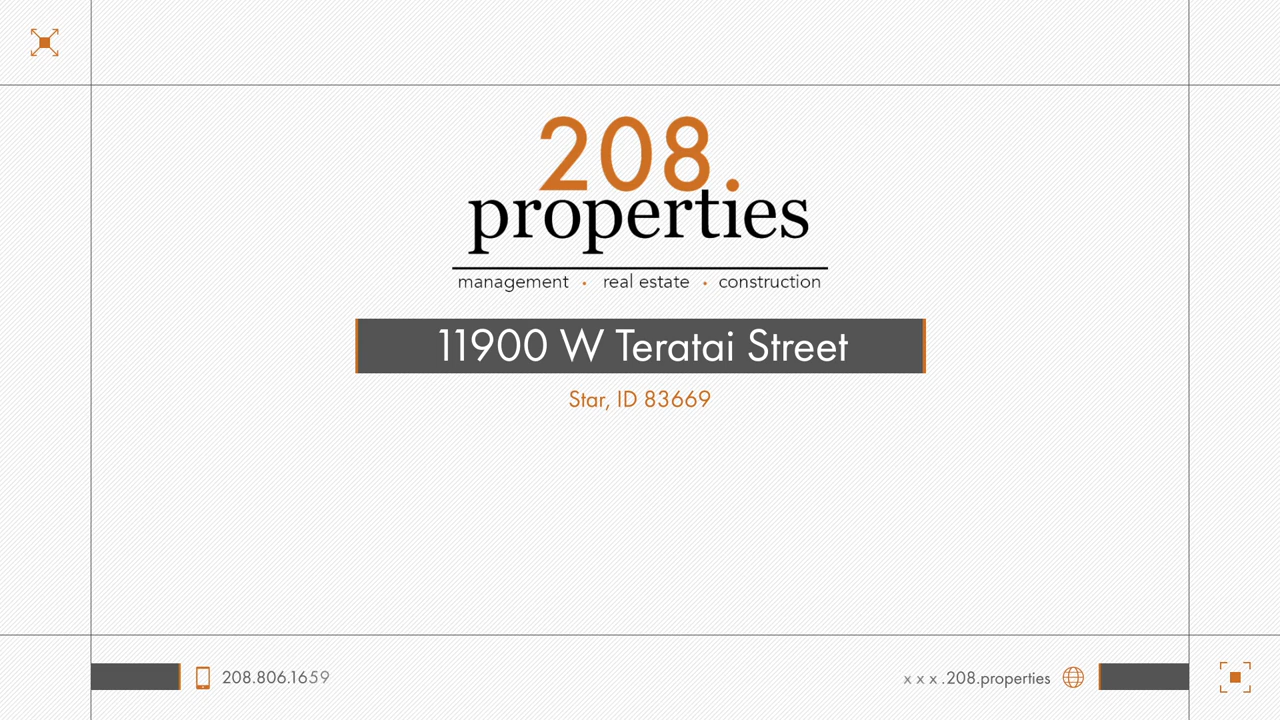 208.
properties
management • real estate • construction
11900 W Teratai Street
Star, ID 83669
208.806.1659
x x x .208.properties